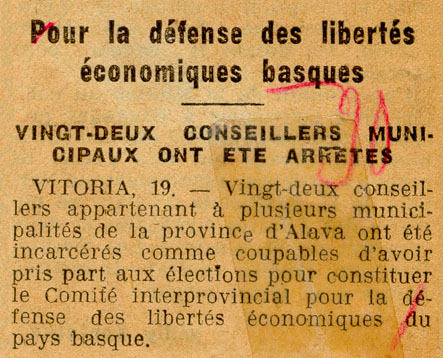 Pour la défense des libertés
économiques basques
VINGT-DEUX CONSEILLERS MUNI-
CIPAUX ONT ETE ARRETES
VITORIA, 19. — Vingt-deux conseil-
lers appartenant à plusieurs munici-
palités de la province d'Alava ont été
incarcérés comme coupables d'avoir
pris part aux élections pour constituer
le Comité interprovincial pour la dé-
fense des libertés économiques du
pays basque.